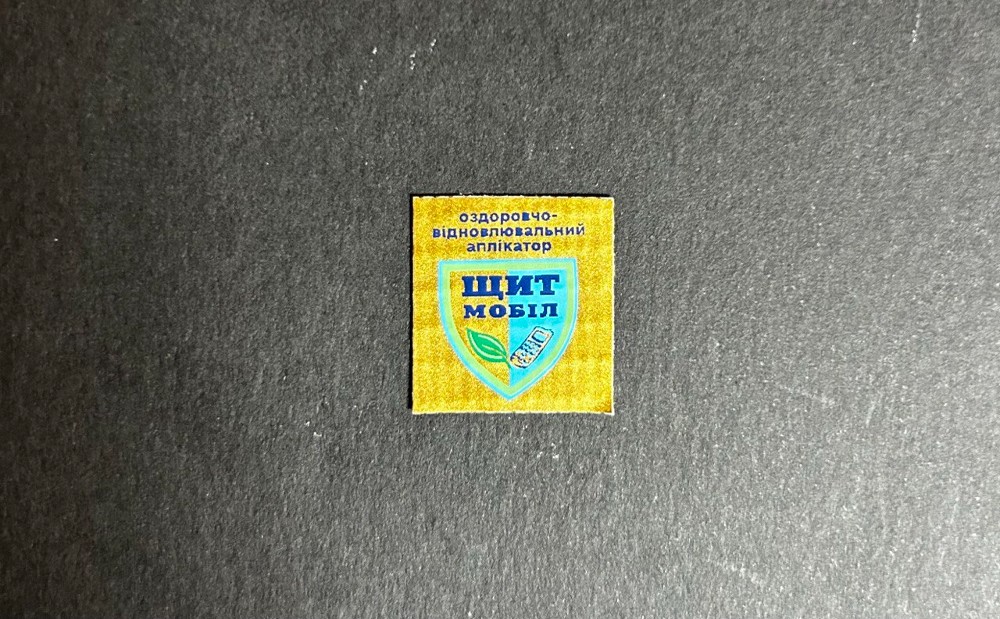 оздоровчо-
відновлювальний
аплікатор
ЩИТ
МОБІЛ